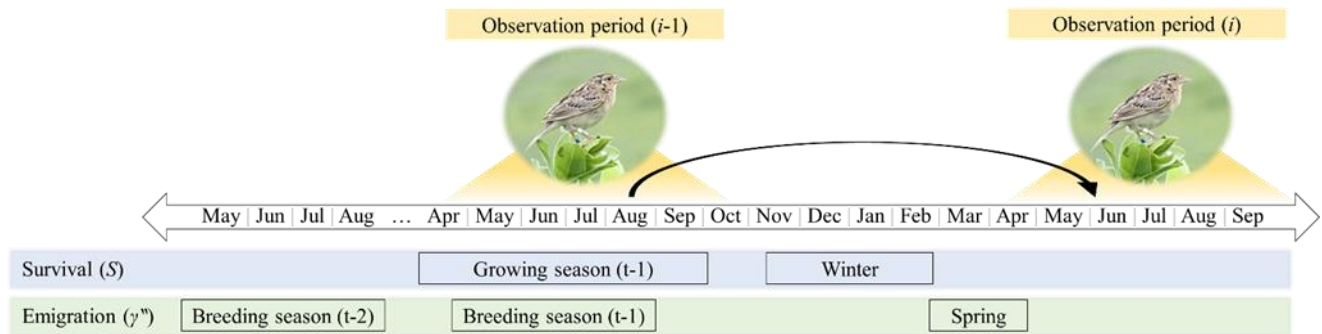 Observation period (i-1) Observation period (i)
May | Jun | Jul | Aug … Apr | May | Jun | Jul | Aug | Sep | Oct | Nov | Dec | Jan | Feb | Mar | Apr | May | Jun | Jul | Aug | Sep
Survival (S) Growing season (t-1) Winter
Emigration (γ") Breeding season (t-2) Breeding season (t-1) Spring